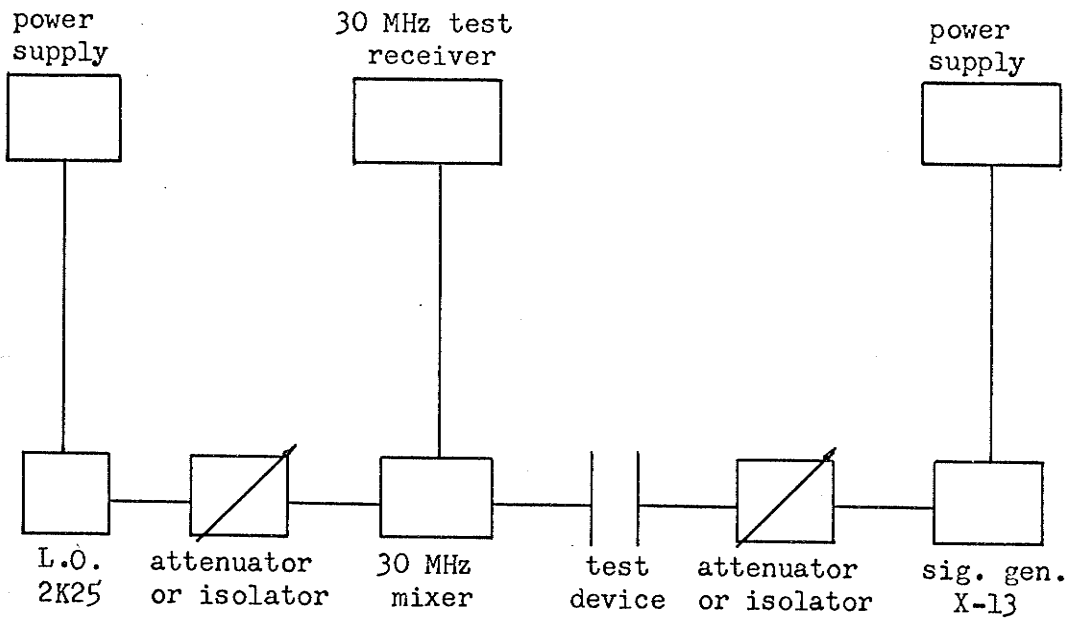 power
supply
30 MHz test
receiver
power
supply
L.O.
2K25
attenuator
or isolator
30 MHz
mixer
test
device
attenuator
or isolator
sig. gen.
X-13